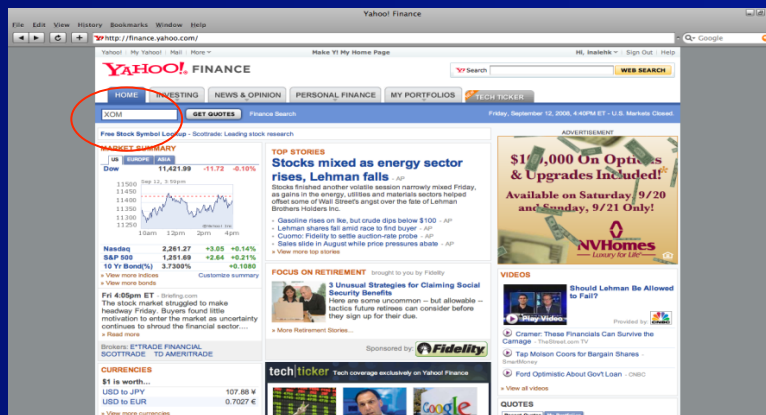 Yahoo! Finance
File Edit View History Bookmarks Window Help
http://finance.yahoo.com/
Google
Yahoo! My Yahoo! Mail More
Make Y! My Home Page
Hi, Inalehk Sign Out Help
YAHOO! FINANCE
Search
WEB SEARCH
HOME INVESTING NEWS & OPINION PERSONAL FINANCE MY PORTFOLIOS TECH TICKER
XOM
GET QUOTES
Finance Search
Friday, September 12, 2008, 4:40PM ET - U.S. Markets Closed.
Free Stock Symbol Lookup - Scottrade: Leading stock research
MARKET SUMMARY
US EUROPE ASIA
Dow 11,421.99 -11.72 -0.10%
Sep 12, 3:58pm
11500
11450
11400
11350
11300
11250
10am 12pm 2pm 4pm
Nasdaq 2,261.27 +3.05 +0.14%
S&P 500 1,251.69 +2.64 +0.21%
10 Yr Bond(%) 3.7300% +0.1080
» View more indices Customize summary
» View more bonds
Fri 4:05pm ET - Briefing.com
The stock market struggled to make
headway Friday. Buyers found little
motivation to enter the market as uncertainty
continues to shroud the financial sector....
» Read more
Brokers: E*TRADE FINANCIAL
SCOTTRADE TD AMERITRADE
CURRENCIES
$1 is worth...
USD to JPY 107.88 ¥
USD to EUR 0.7027 €
» View more currencies
TOP STORIES
Stocks mixed as energy sector
rises, Lehman falls - AP
Stocks finished another volatile session narrowly mixed Friday,
as gains in the energy, utilities and materials sectors helped
offset some of Wall Street's angst over the fate of Lehman
Brothers Holdings Inc.
Gasoline rises on Ike, but crude dips below $100 - AP
Lehman shares fall amid race to find buyer - AP
Cuomo: Fidelity to settle auction-rate probe - AP
Sales slide in August while price pressures abate - AP
» View more top stories
FOCUS ON RETIREMENT brought to you by Fidelity
3 Unusual Strategies for Claiming Social
Security Benefits
Here are some uncommon -- but allowable --
tactics future retirees can consider before
they sign up for their due.
» More Retirement Stories...
Sponsored by: Fidelity
tech ticker Tech coverage exclusively on Yahoo! Finance
Google
ADVERTISEMENT
& Upgrades Included!*
Available on Saturday, 9/20
and Sunday, 9/21 Only!
NVHomes
Luxury for Life
VIDEOS
Should Lehman Be Allowed
to Fail?
Play Video
Provided by: CNBC
Cramer: These Financials Can Survive the
Carnage - TheStreet.com TV
Tap Molson Coors for Bargain Shares -
SmartMoney
Ford Optimistic About Gov't Loan - CNBC
» View all videos
QUOTES